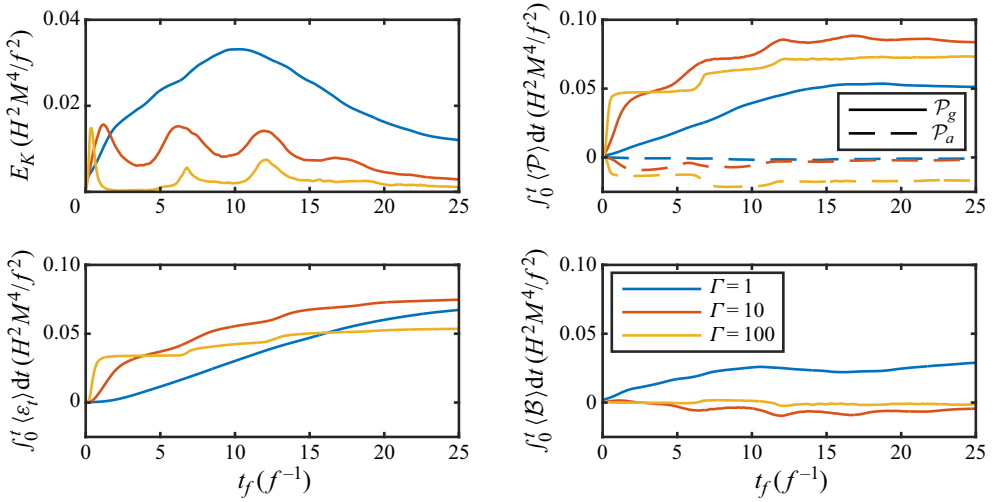 E_K (H^2M^4/f^2)
0.04
0.02
0
0 5 10 15 20 25
∫_0^t ⟨𝒫⟩ dt (H^2M^4/f^2)
0.10
0.05
0
0 5 10 15 20 25
𝒫_g
𝒫_a
∫_0^t ⟨ε_t⟩ dt (H^2M^4/f^2)
0.10
0.05
0
0 5 10 15 20 25
t_f (f^{-1})
∫_0^t ⟨ℬ⟩dt (H^2M^4/f^2)
0.10
0.05
0
0 5 10 15 20 25
t_f (f^{-1})
Γ = 1
Γ = 10
Γ = 100